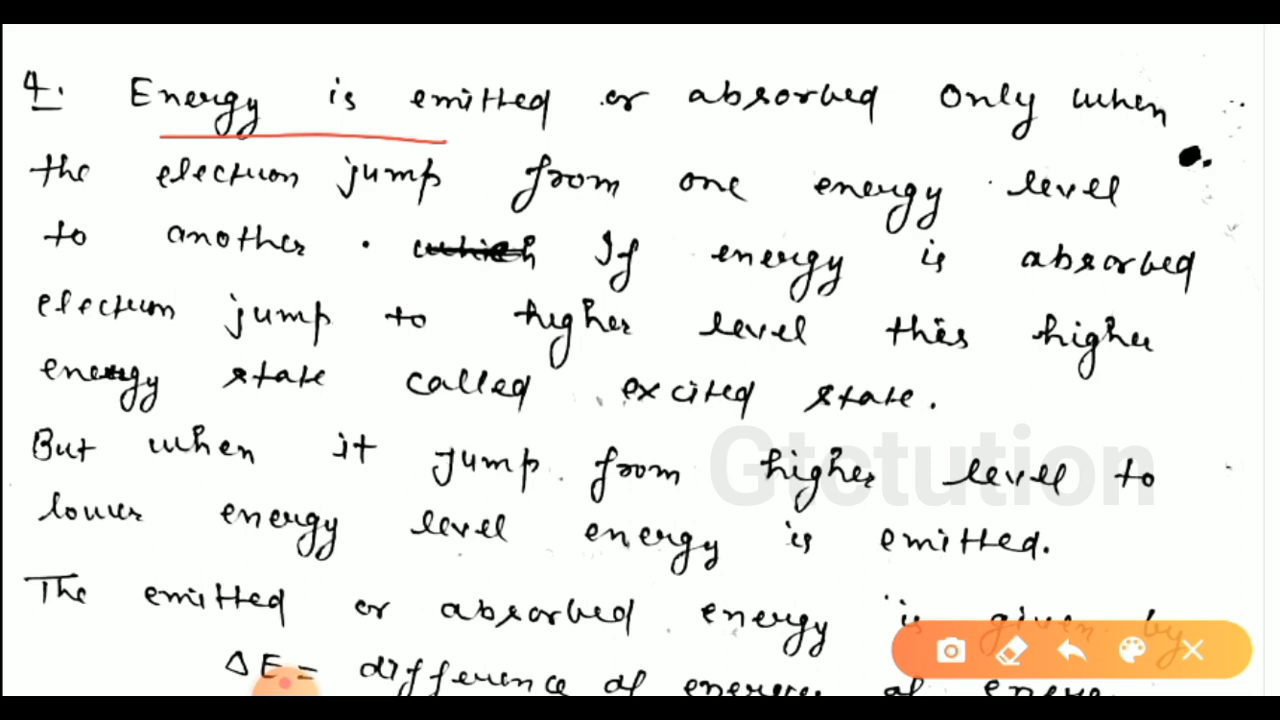 4. Energy is emitted or absorbed only when
the electron jump from one energy level
to another . which If energy is absorbed
electron jump to higher level this higher
energy state called excited state.
But when it jump from higher level to
Gtctution
lower energy level energy is emitted.
The emitted or absorbed energy is given by
ΔE = difference of energy of